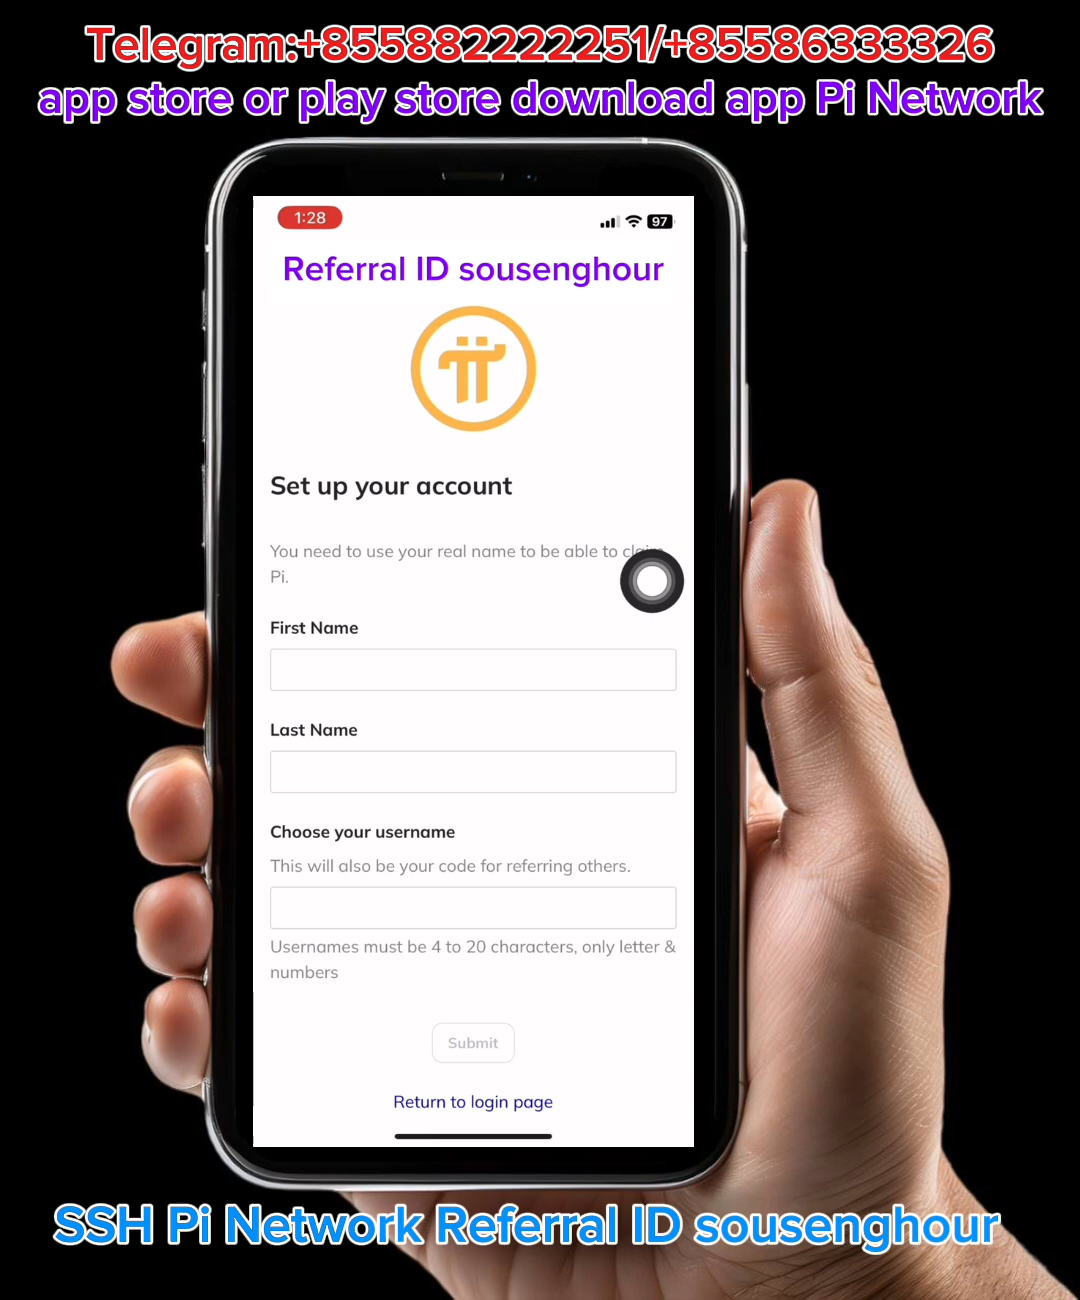 Telegram:+855882222251/+85586333326
app store or play store download app Pi Network
1:28
97
Referral ID sousenghour
Set up your account
You need to use your real name to be able to claim
Pi.
First Name
Last Name
Choose your username
This will also be your code for referring others.
Usernames must be 4 to 20 characters, only letter &
numbers
Submit
Return to login page
SSH Pi Network Referral ID sousenghour